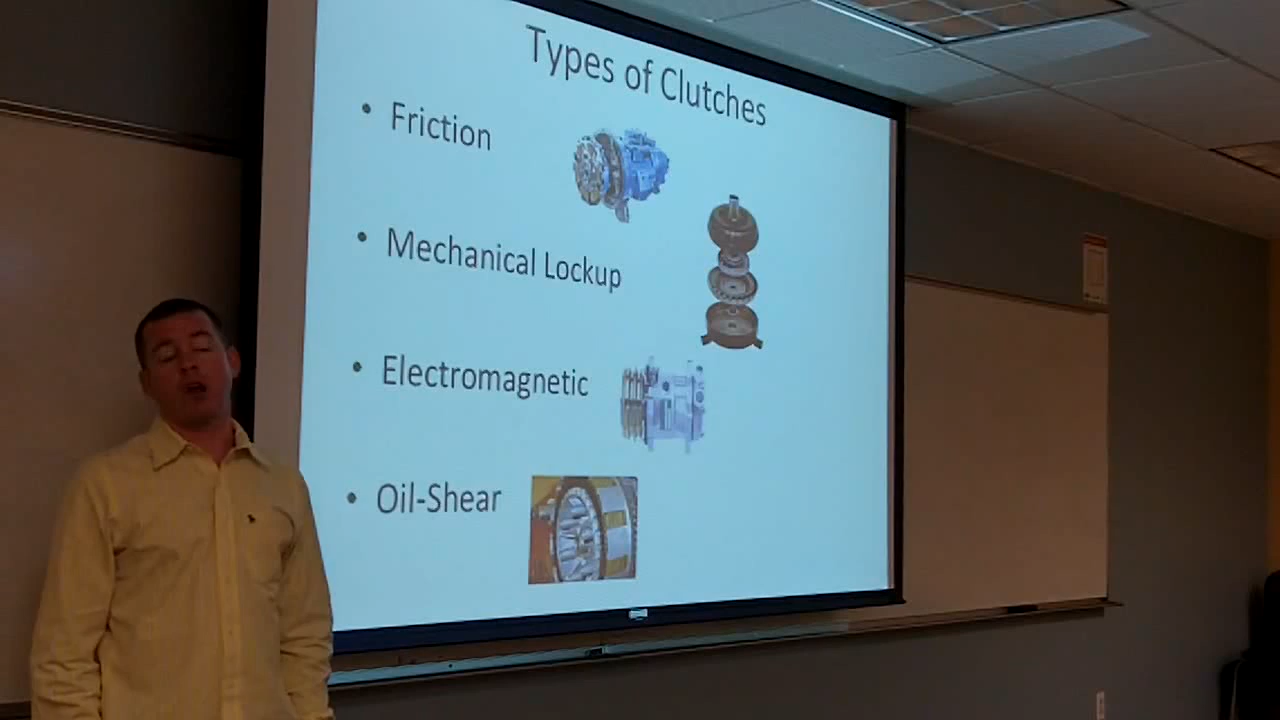 Types of Clutches
• Friction
• Mechanical Lockup
• Electromagnetic
• Oil-Shear